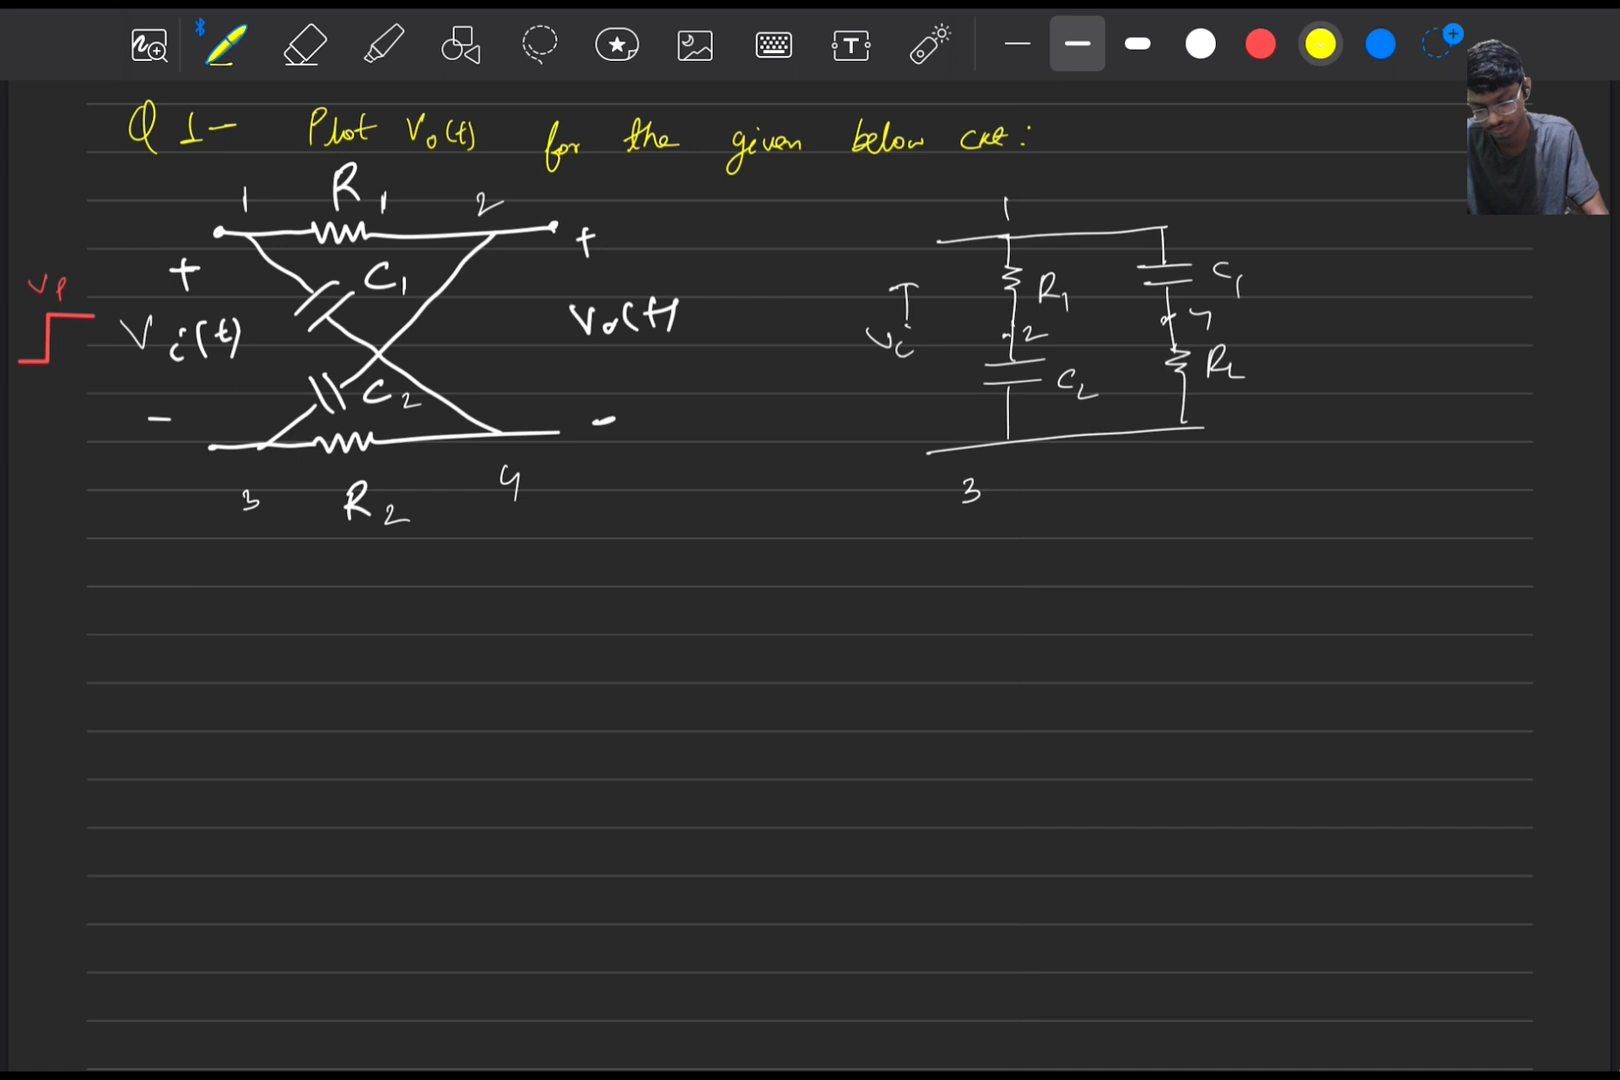 Q 1- Plot V₀(t) for the given below ckt:
1 R₁ 2
+ C₁ +
VP
Vᵢ(t) V₀(t)
- C₂ -
3 R₂ 4
1
R₁ C₁
Vᵢ 2 4
C₂ R₂
3
T